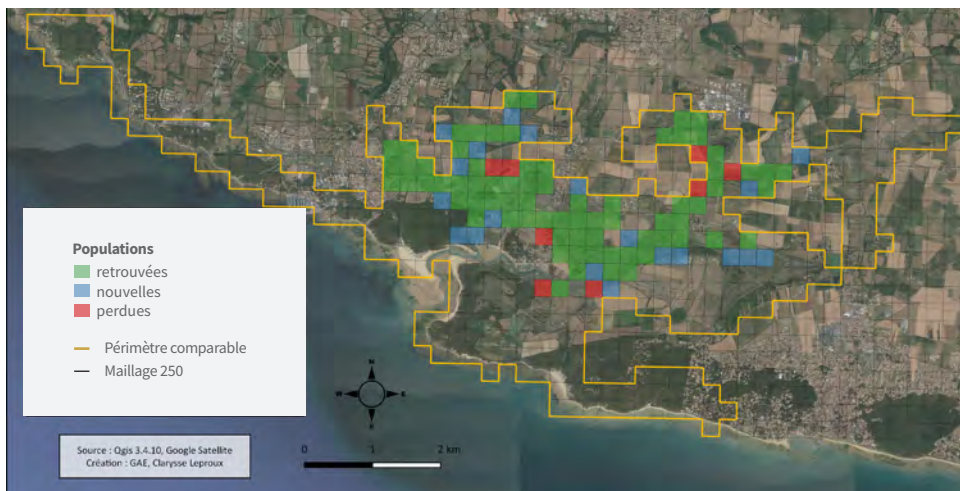 Populations
retrouvées
nouvelles
perdues
Périmètre comparable
Maillage 250
N
W
E
S
Source : Qgis 3.4.10, Google Satellite
Création : GAE, Clarysse Leproux
0 1 2 km